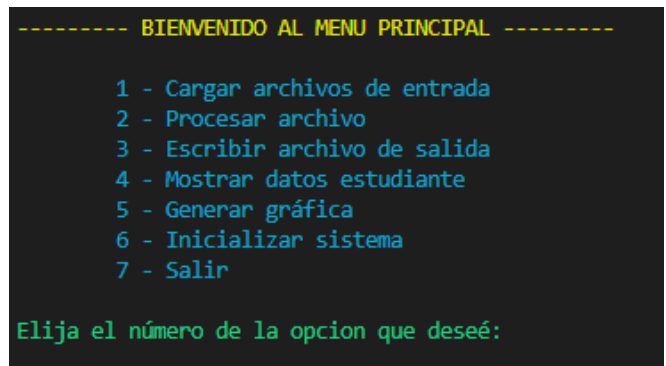 --------- BIENVENIDO AL MENU PRINCIPAL ---------
1 - Cargar archivos de entrada
2 - Procesar archivo
3 - Escribir archivo de salida
4 - Mostrar datos estudiante
5 - Generar gráfica
6 - Inicializar sistema
7 - Salir
Elija el número de la opcion que deseé: